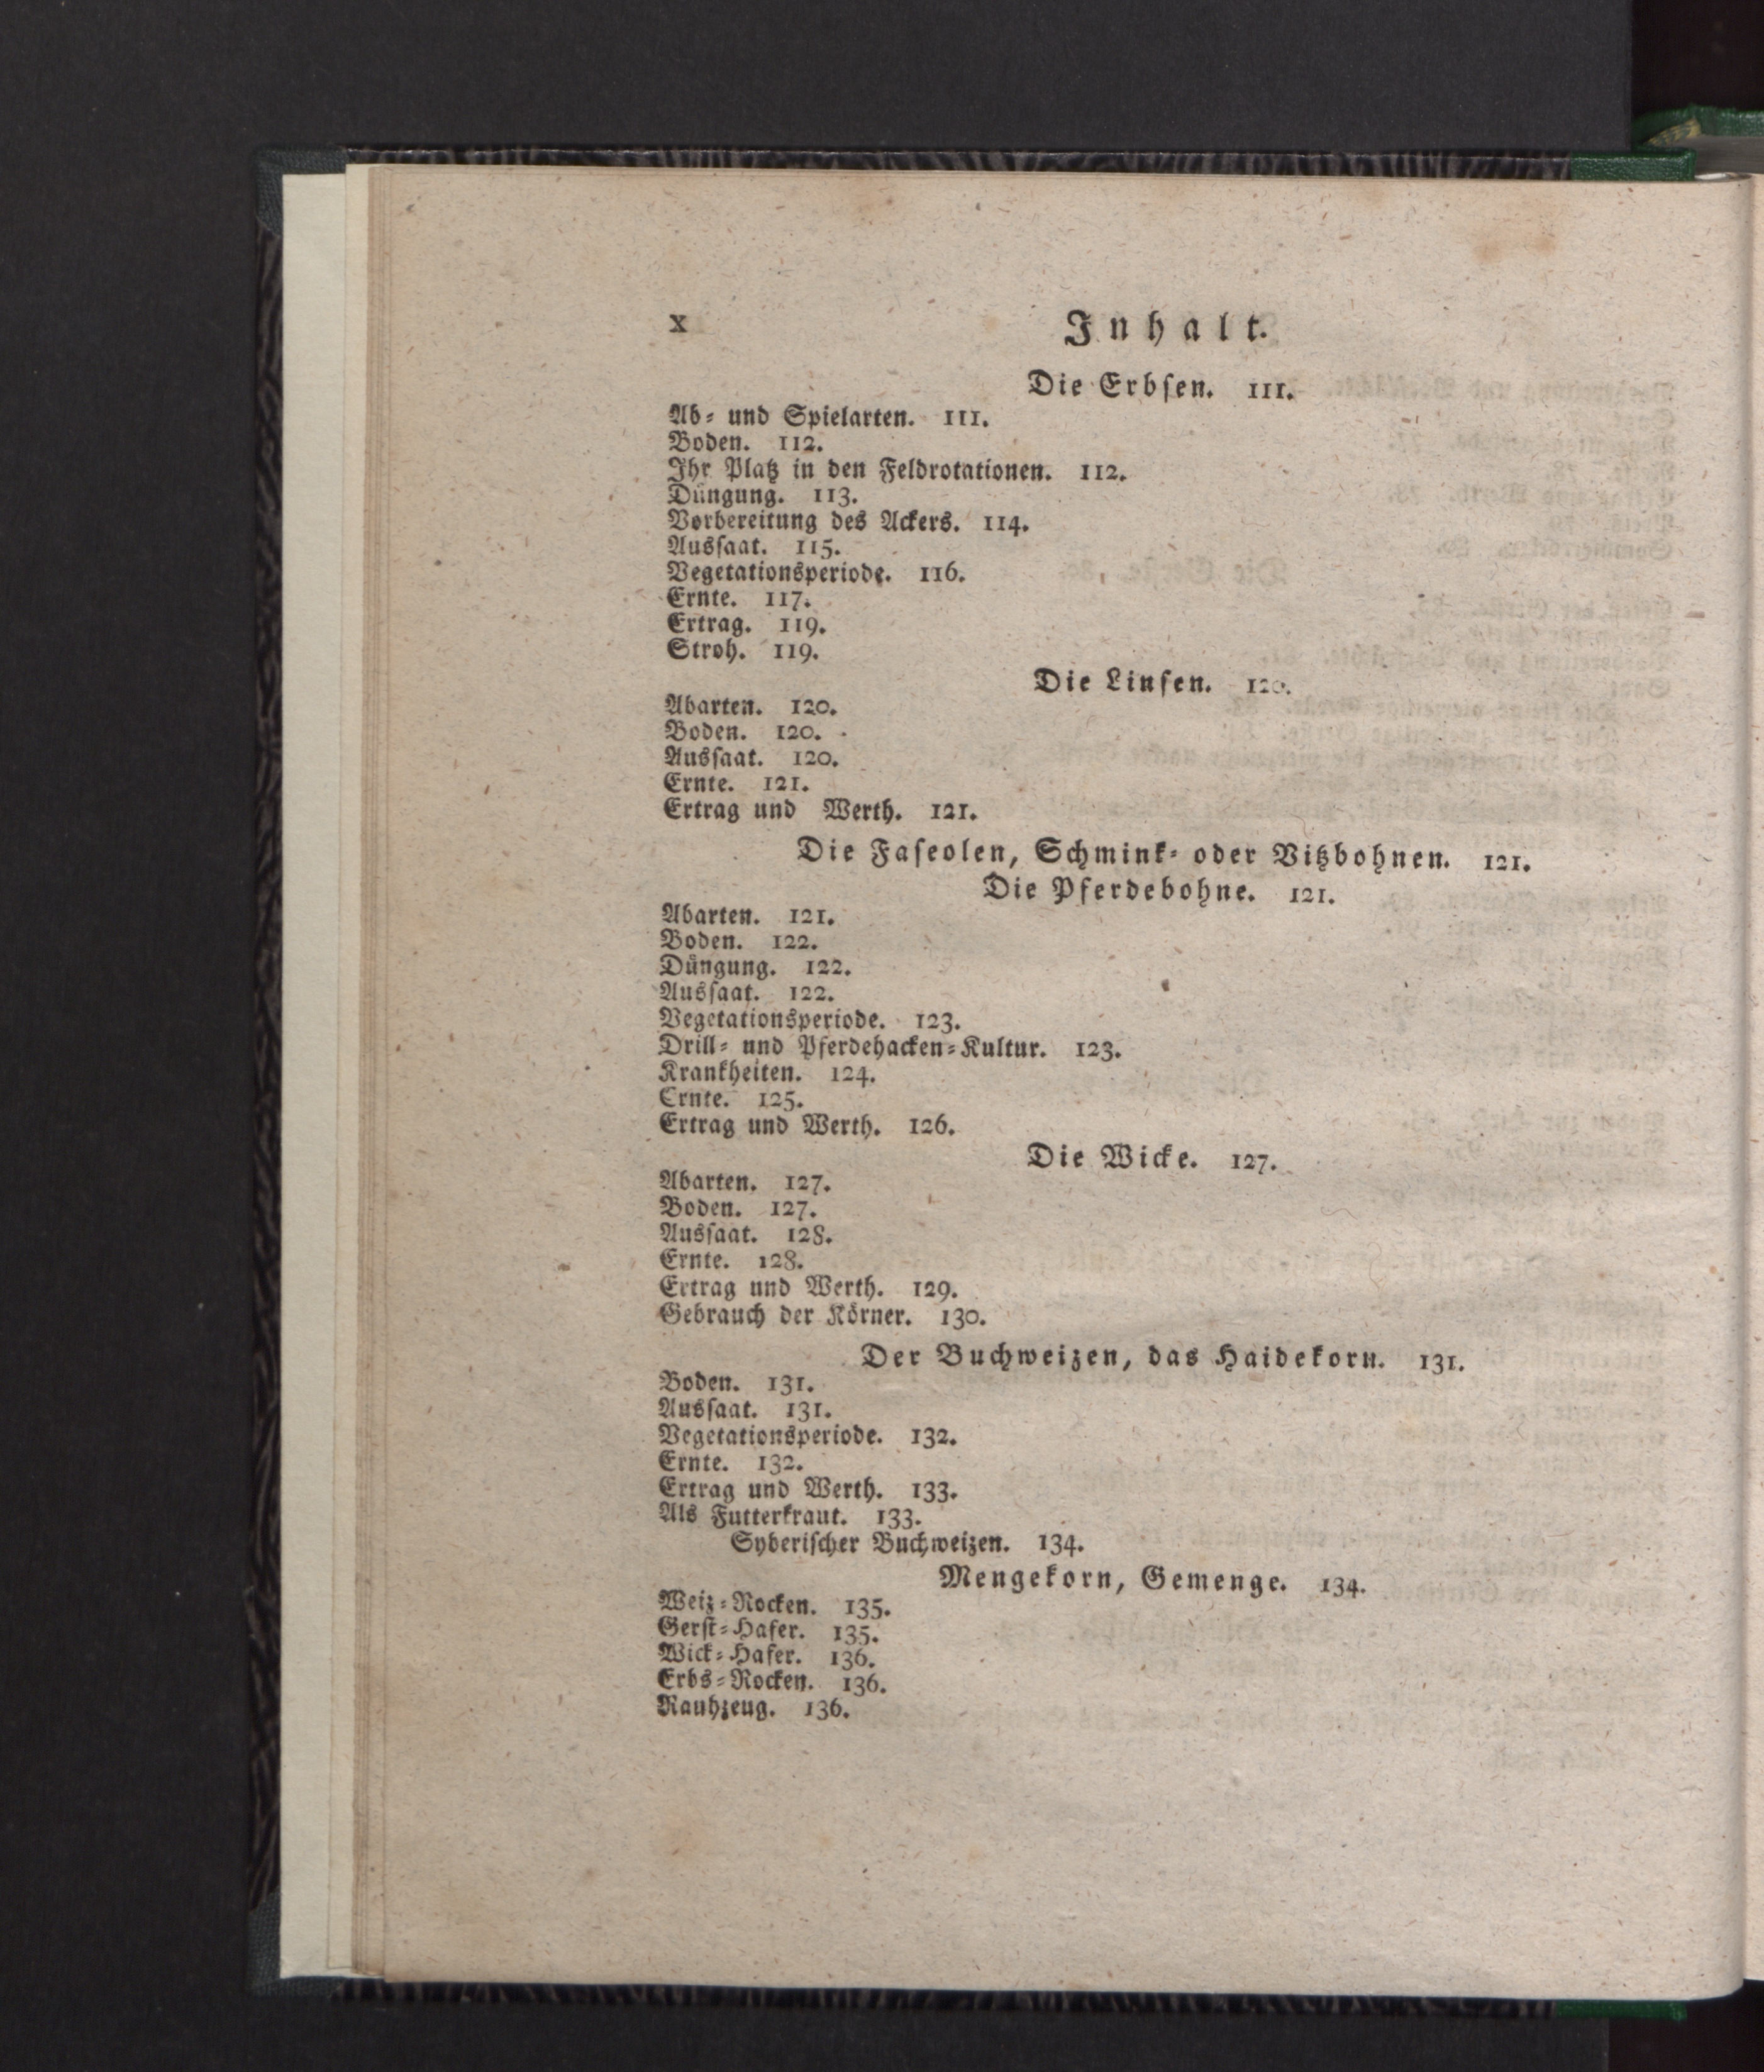 X
Inhalt.
Die Erbsen. 111.
Ab- und Spielarten. 111.
Boden. 112.
Ihr Platz in den Feldrotationen. 112.
Düngung. 113.
Vorbereitung des Ackers. 114.
Aussaat. 115.
Vegetationsperiode. 116.
Ernte. 117.
Ertrag. 119.
Stroh. 119.
Die Linsen. 120.
Abarten. 120.
Boden. 120.
Aussaat. 120.
Ernte. 121.
Ertrag und Werth. 121.
Die Faseolen, Schmink- oder Vitzbohnen. 121.
Die Pferdebohne. 121.
Abarten. 121.
Boden. 122.
Düngung. 122.
Aussaat. 122.
Vegetationsperiode. 123.
Drill- und Pferdehacken-Kultur. 123.
Krankheiten. 124.
Ernte. 125.
Ertrag und Werth. 126.
Die Wicke. 127.
Abarten. 127.
Boden. 127.
Aussaat. 128.
Ernte. 128.
Ertrag und Werth. 129.
Gebrauch der Körner. 130.
Der Buchweizen, das Haidekorn. 131.
Boden. 131.
Aussaat. 131.
Vegetationsperiode. 132.
Ernte. 132.
Ertrag und Werth. 133.
Als Futterkraut. 133.
Syberischer Buchweizen. 134.
Mengekorn, Gemenge. 134.
Weiz-Rocken. 135.
Gerst-Hafer. 135.
Wick-Hafer. 136.
Erbs-Rocken. 136.
Rauhzeug. 136.